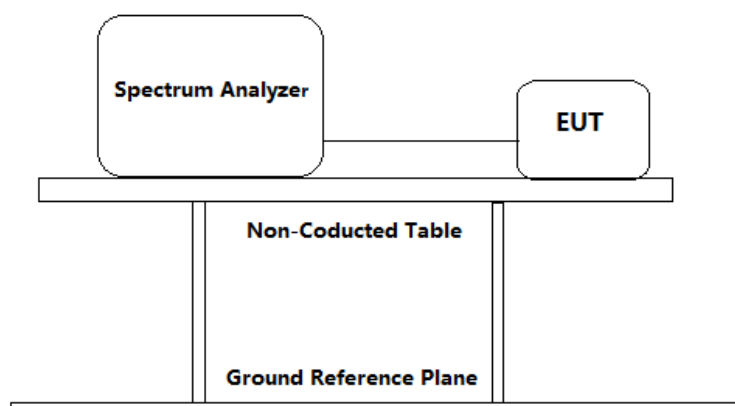 Spectrum Analyzer
EUT
Non-Coducted Table
Ground Reference Plane